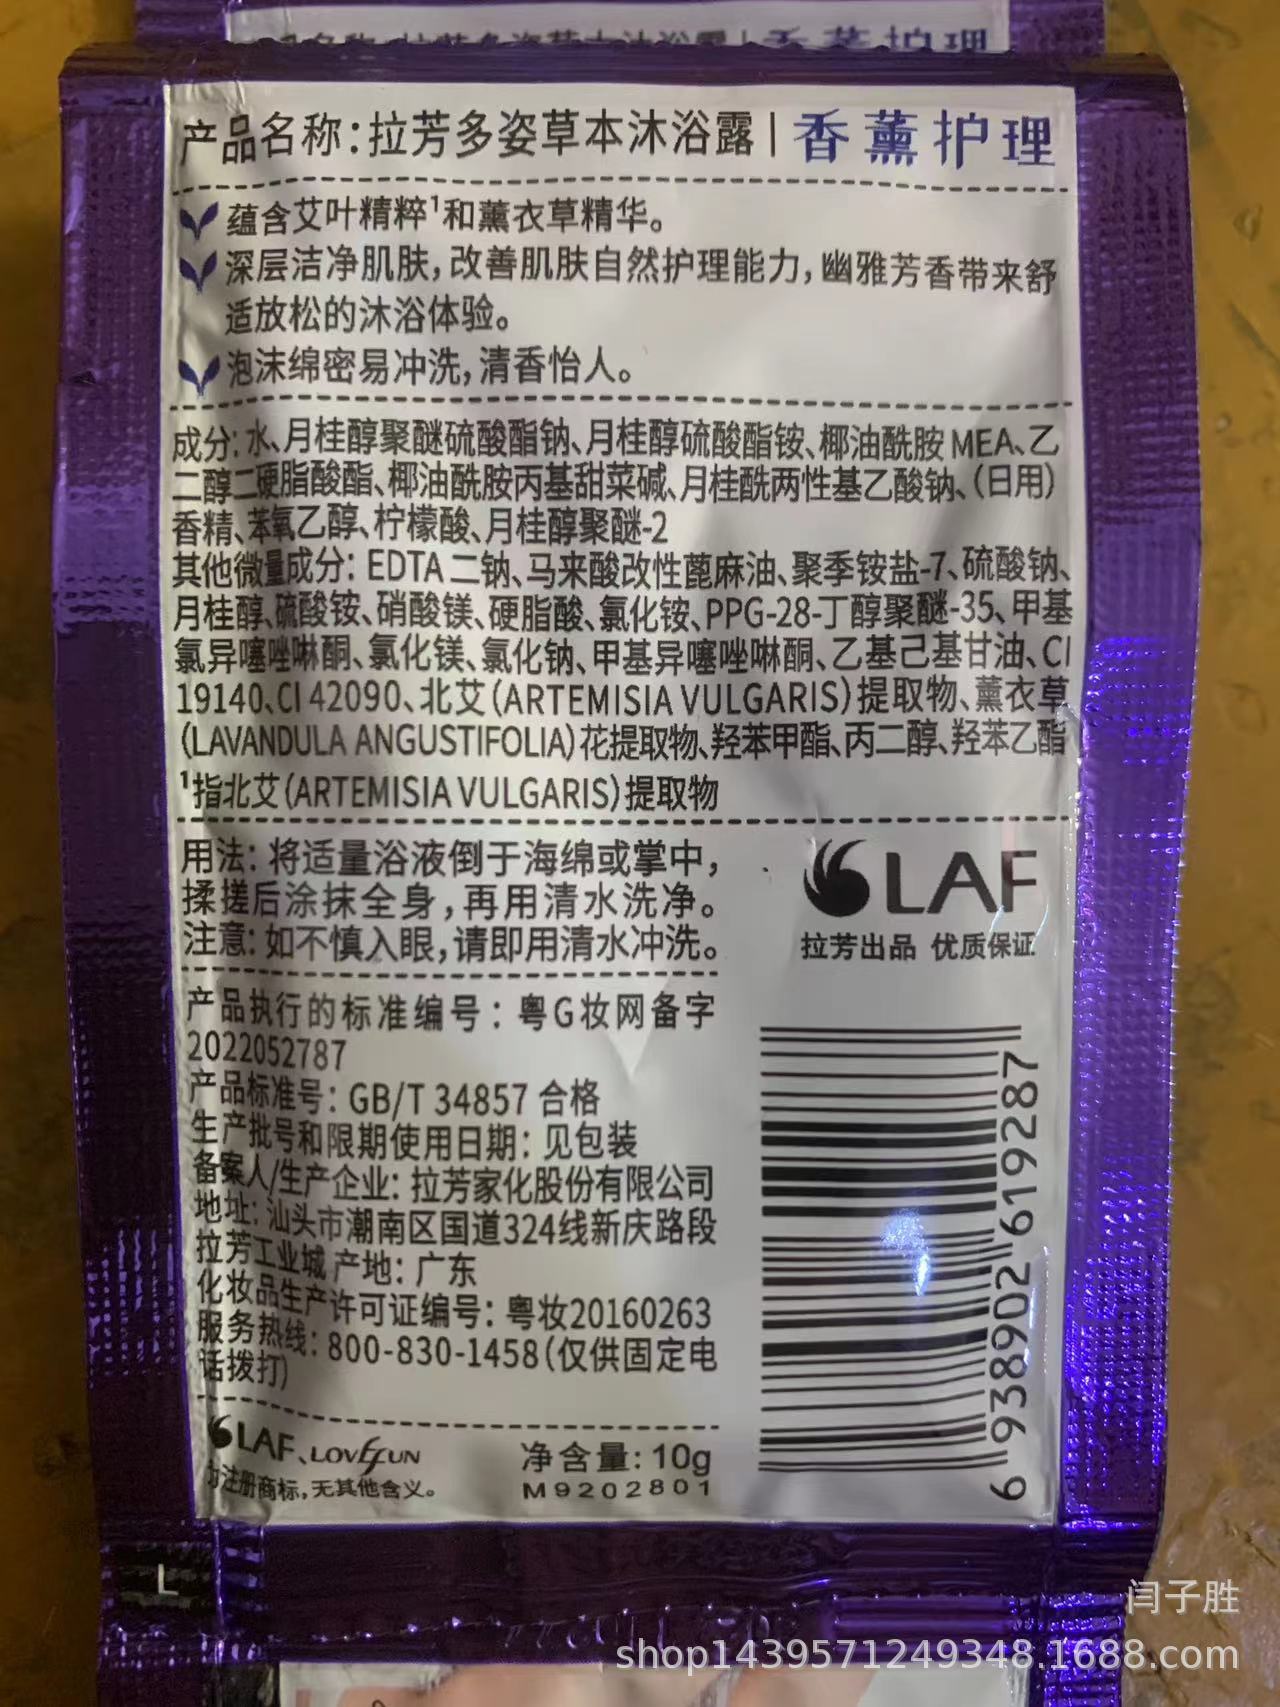 产品名称:拉芳多姿草本沐浴露|香薰护理
蕴含艾叶精粹¹和薰衣草精华。
深层洁净肌肤,改善肌肤自然护理能力,幽雅芳香带来舒
适放松的沐浴体验。
泡沫绵密易冲洗,清香怡人。
成分:水、月桂醇聚醚硫酸酯钠、月桂醇硫酸酯铵、椰油酰胺 MEA、乙
二醇二硬脂酸酯、椰油酰胺丙基甜菜碱、月桂酰两性基乙酸钠、(日用)
香精、苯氧乙醇、柠檬酸、月桂醇聚醚-2
其他微量成分: EDTA 二钠、马来酸改性蓖麻油、聚季铵盐-7、硫酸钠、
月桂醇、硫酸铵、硝酸镁、硬脂酸、氯化铵、PPG-28-丁醇聚醚-35、甲基
氯异噻唑啉酮、氯化镁、氯化钠、甲基异噻唑啉酮、乙基己基甘油、CI
19140、CI 42090、北艾(ARTEMISIA VULGARIS)提取物、薰衣草
(LAVANDULA ANGUSTIFOLIA)花提取物、羟苯甲酯、丙二醇、羟苯乙酯
¹指北艾(ARTEMISIA VULGARIS)提取物
用法: 将适量浴液倒于海绵或掌中,
揉搓后涂抹全身,再用清水洗净。
注意: 如不慎入眼,请即用清水冲洗。
LAF
拉芳出品 优质保证
产品执行的标准编号: 粤G妆网备字
2022052787
产品标准号: GB/T 34857 合格
生产批号和限期使用日期: 见包装
备案人/生产企业: 拉芳家化股份有限公司
地址: 汕头市潮南区国道324线新庆路段
拉芳工业城 产地: 广东
化妆品生产许可证编号: 粤妆20160263
服务热线: 800-830-1458(仅供固定电
话拨打)
6 938902 619287
LAF、LOVEFUN
为注册商标,无其他含义。
净含量: 10g
M9202801
L
闫子胜
shop1439571249348.1688.com